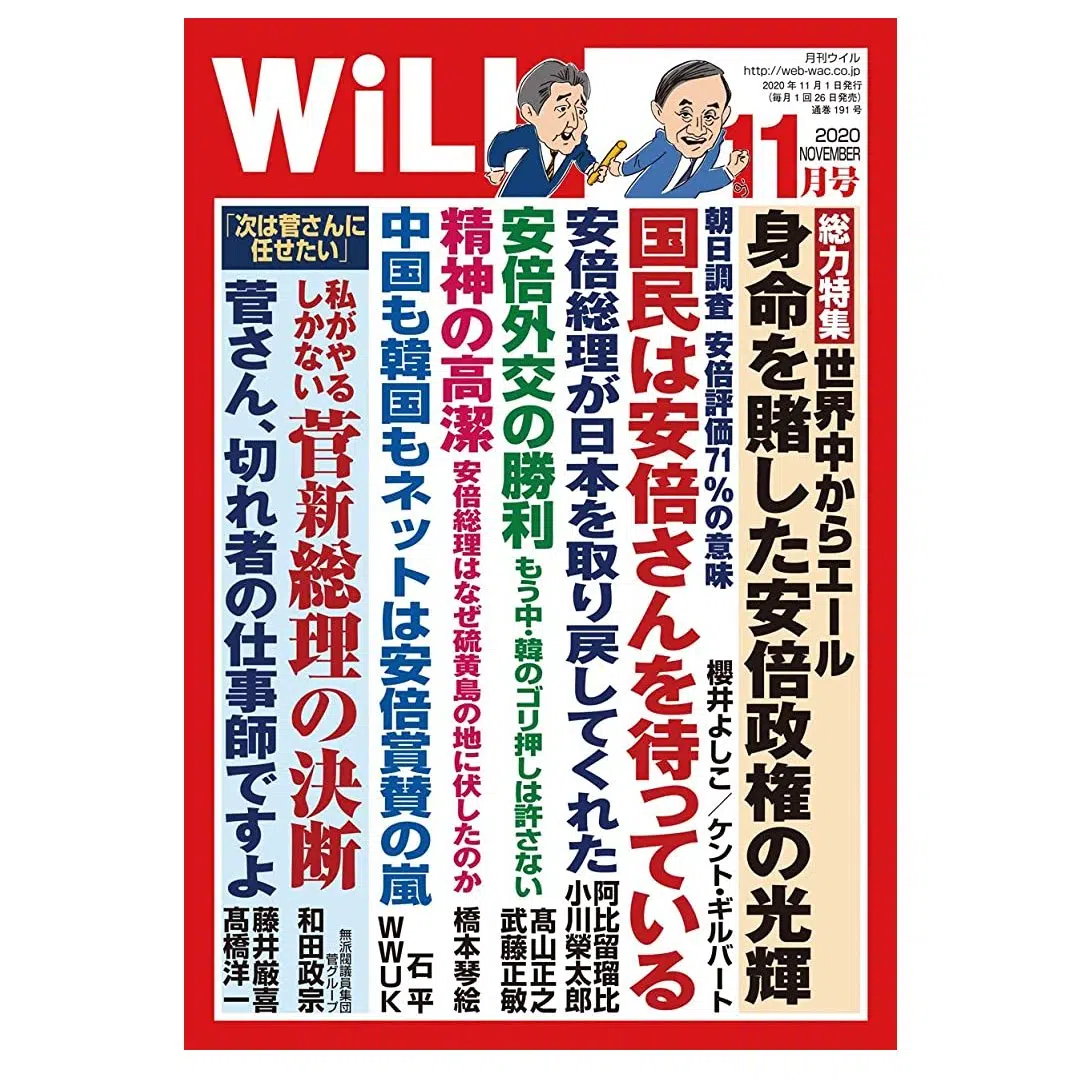 WiLL
月刊ウイル
http://web-wac.co.jp
2020年11月1日発行
(毎月1回26日発売)
通巻191号
2020
NOVEMBER
11月号
総力特集
世界中からエール
身命を賭した安倍政権の光輝
朝日調査 安倍評価71%の意味
国民は安倍さんを待っている
櫻井よしこ/ケント・ギルバート
安倍総理が日本を取り戻してくれた
阿比留瑠比
小川榮太郎
安倍外交の勝利
もう中・韓のゴリ押しは許さない
髙山正之
武藤正敏
精神の高潔
安倍総理はなぜ硫黄島の地に伏したのか
橋本琴絵
中国も韓国もネットは安倍賞賛の嵐
石平
WWUK
「次は菅さんに
任せたい」
私がやる
しかない
菅新総理の決断
無派閥議員集団
菅グループ
和田政宗
菅さん、切れ者の仕事師ですよ
藤井厳喜
髙橋洋一